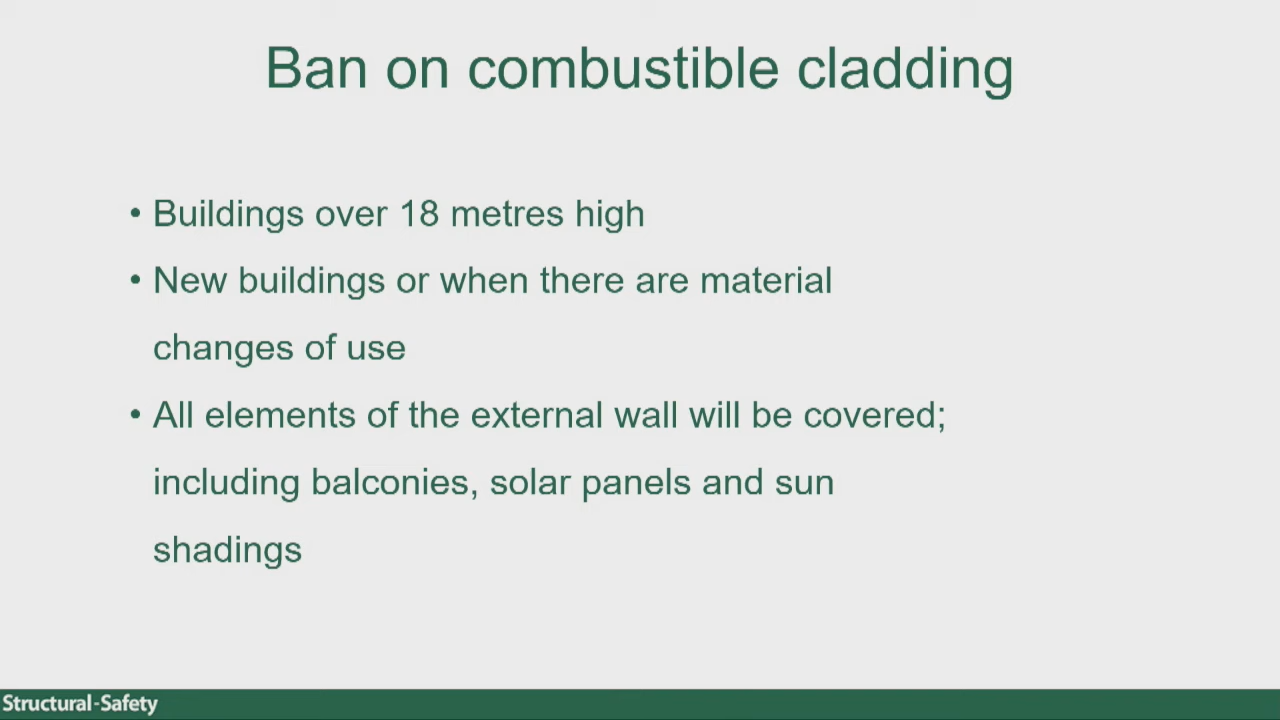 Ban on combustible cladding
• Buildings over 18 metres high
• New buildings or when there are material
changes of use
• All elements of the external wall will be covered;
including balconies, solar panels and sun
shadings
Structural-Safety